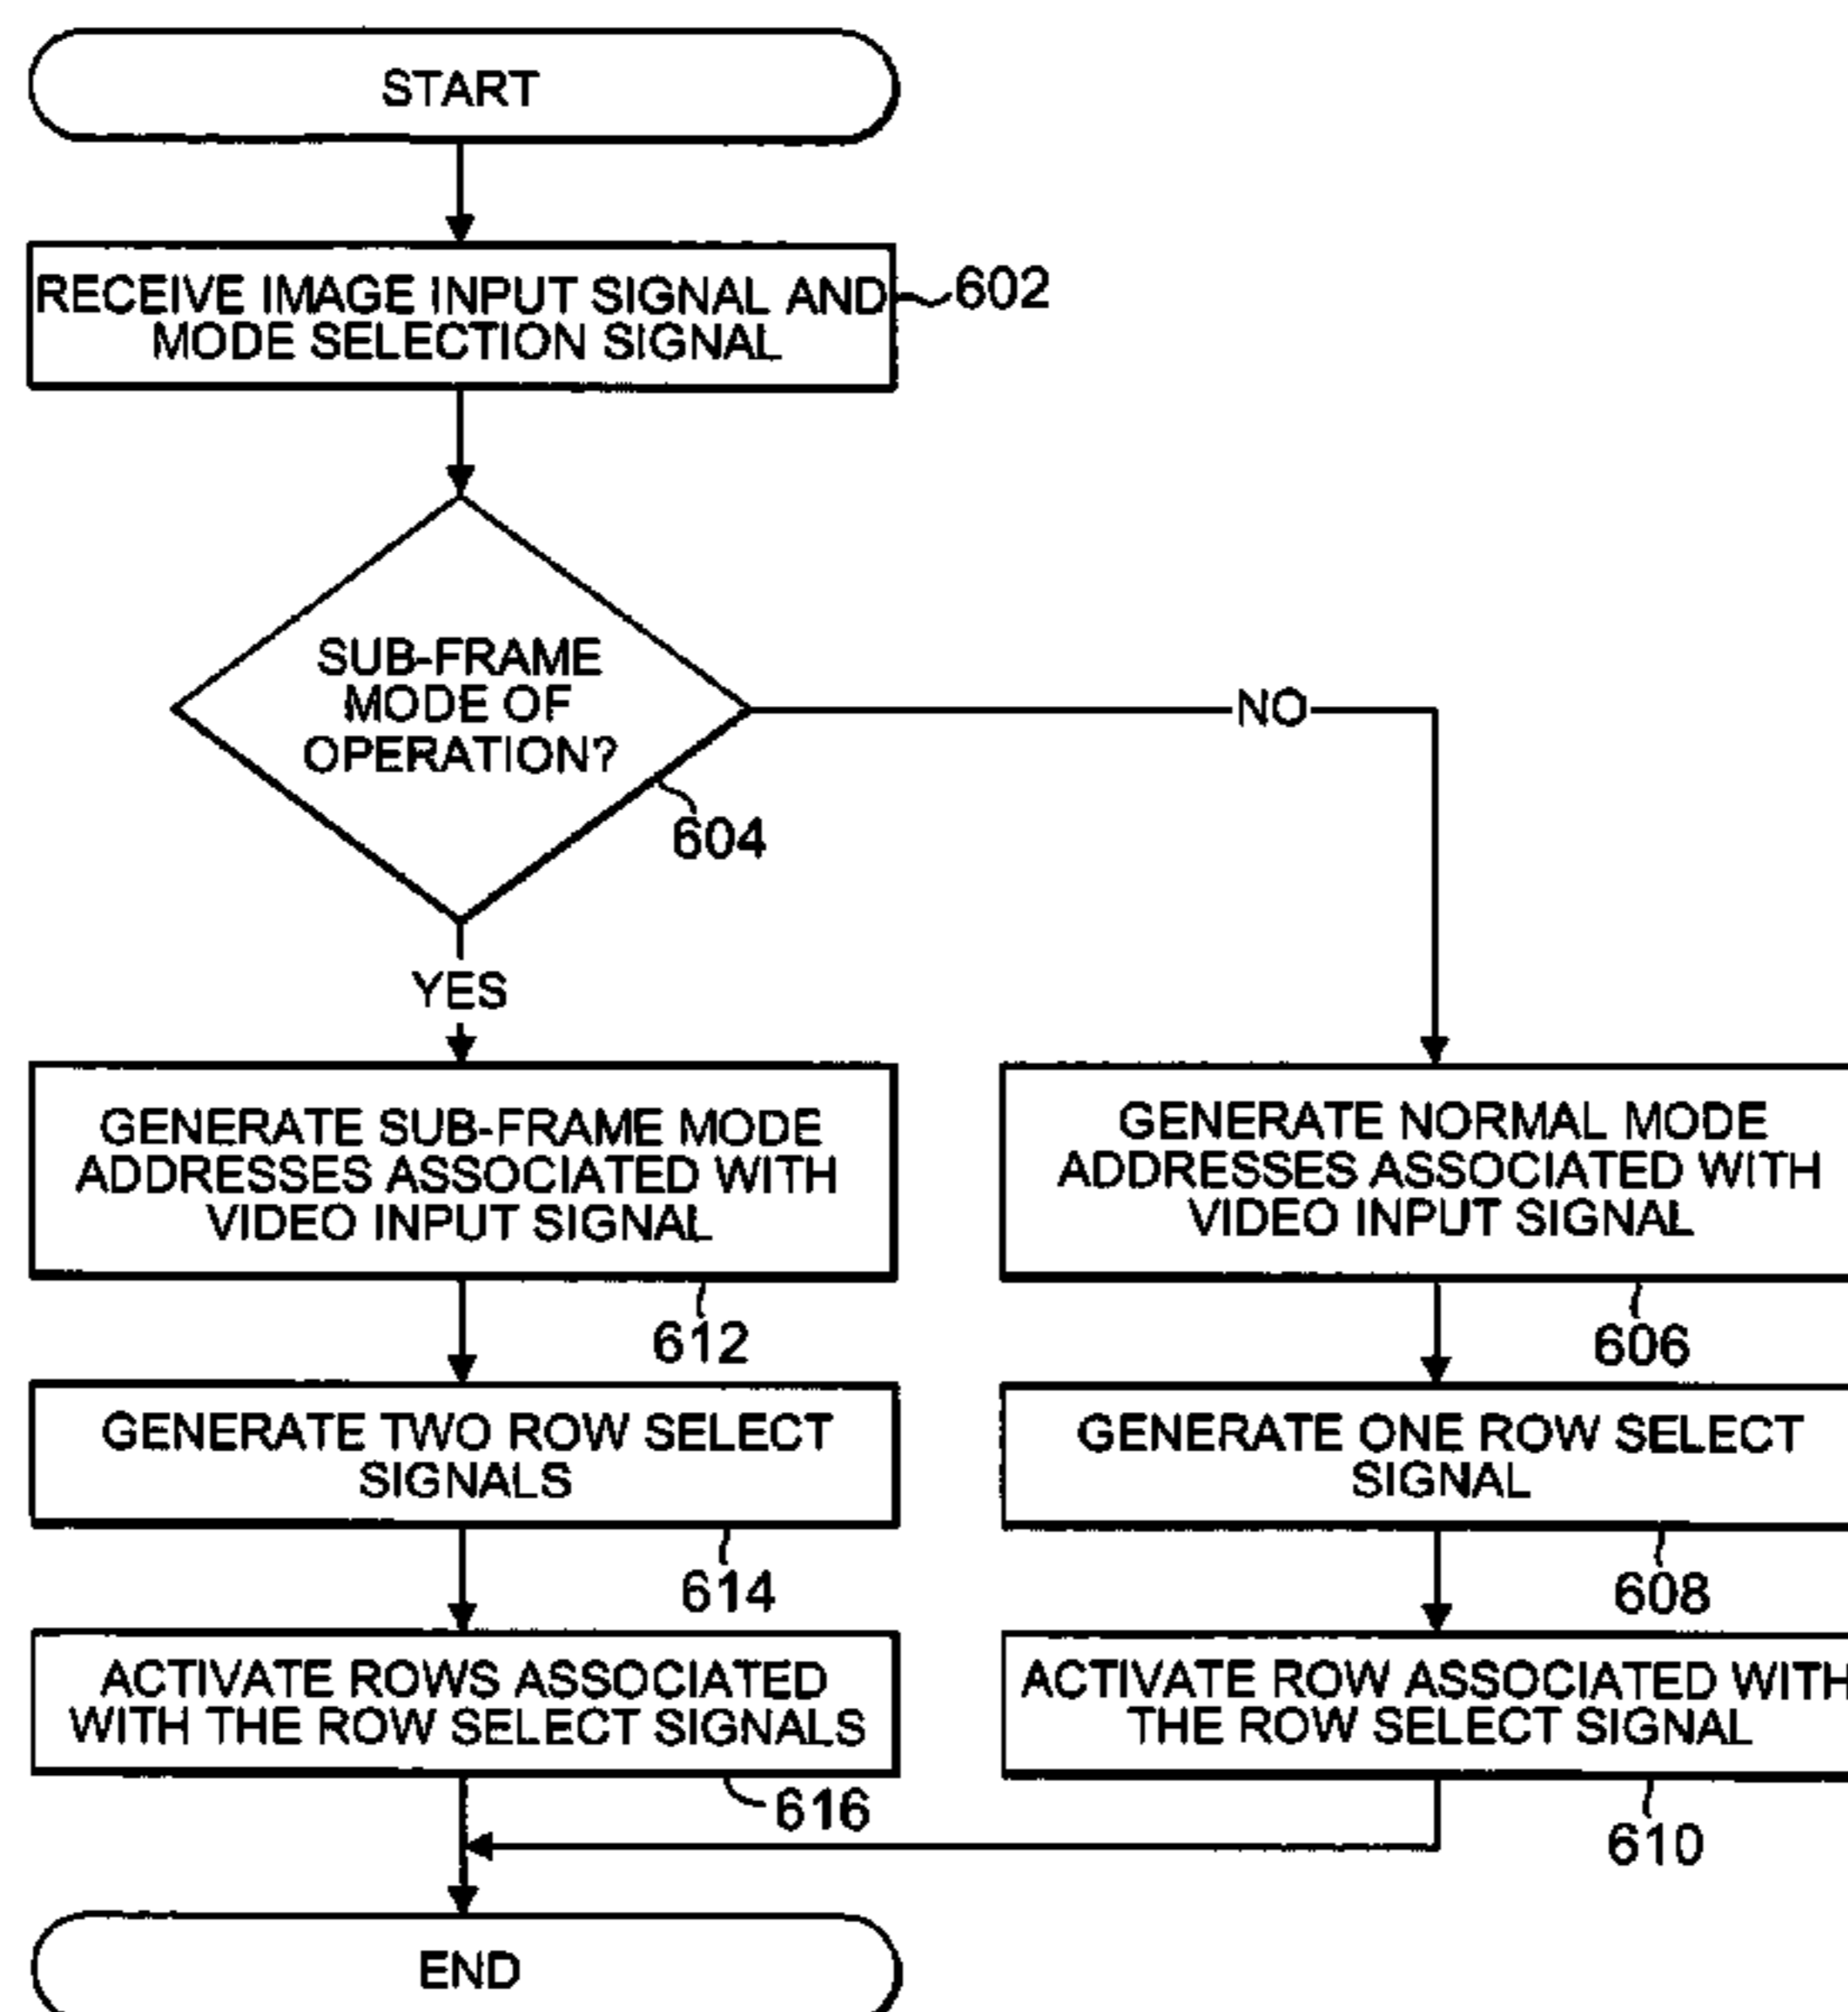 START
RECEIVE IMAGE INPUT SIGNAL AND
MODE SELECTION SIGNAL
602
SUB-FRAME
MODE OF
OPERATION?
604
NO
YES
GENERATE SUB-FRAME MODE
ADDRESSES ASSOCIATED WITH
VIDEO INPUT SIGNAL
612
GENERATE NORMAL MODE
ADDRESSES ASSOCIATED WITH
VIDEO INPUT SIGNAL
606
GENERATE TWO ROW SELECT
SIGNALS
614
GENERATE ONE ROW SELECT
SIGNAL
608
ACTIVATE ROWS ASSOCIATED
WITH THE ROW SELECT SIGNALS
616
ACTIVATE ROW ASSOCIATED WITH
THE ROW SELECT SIGNAL
610
END